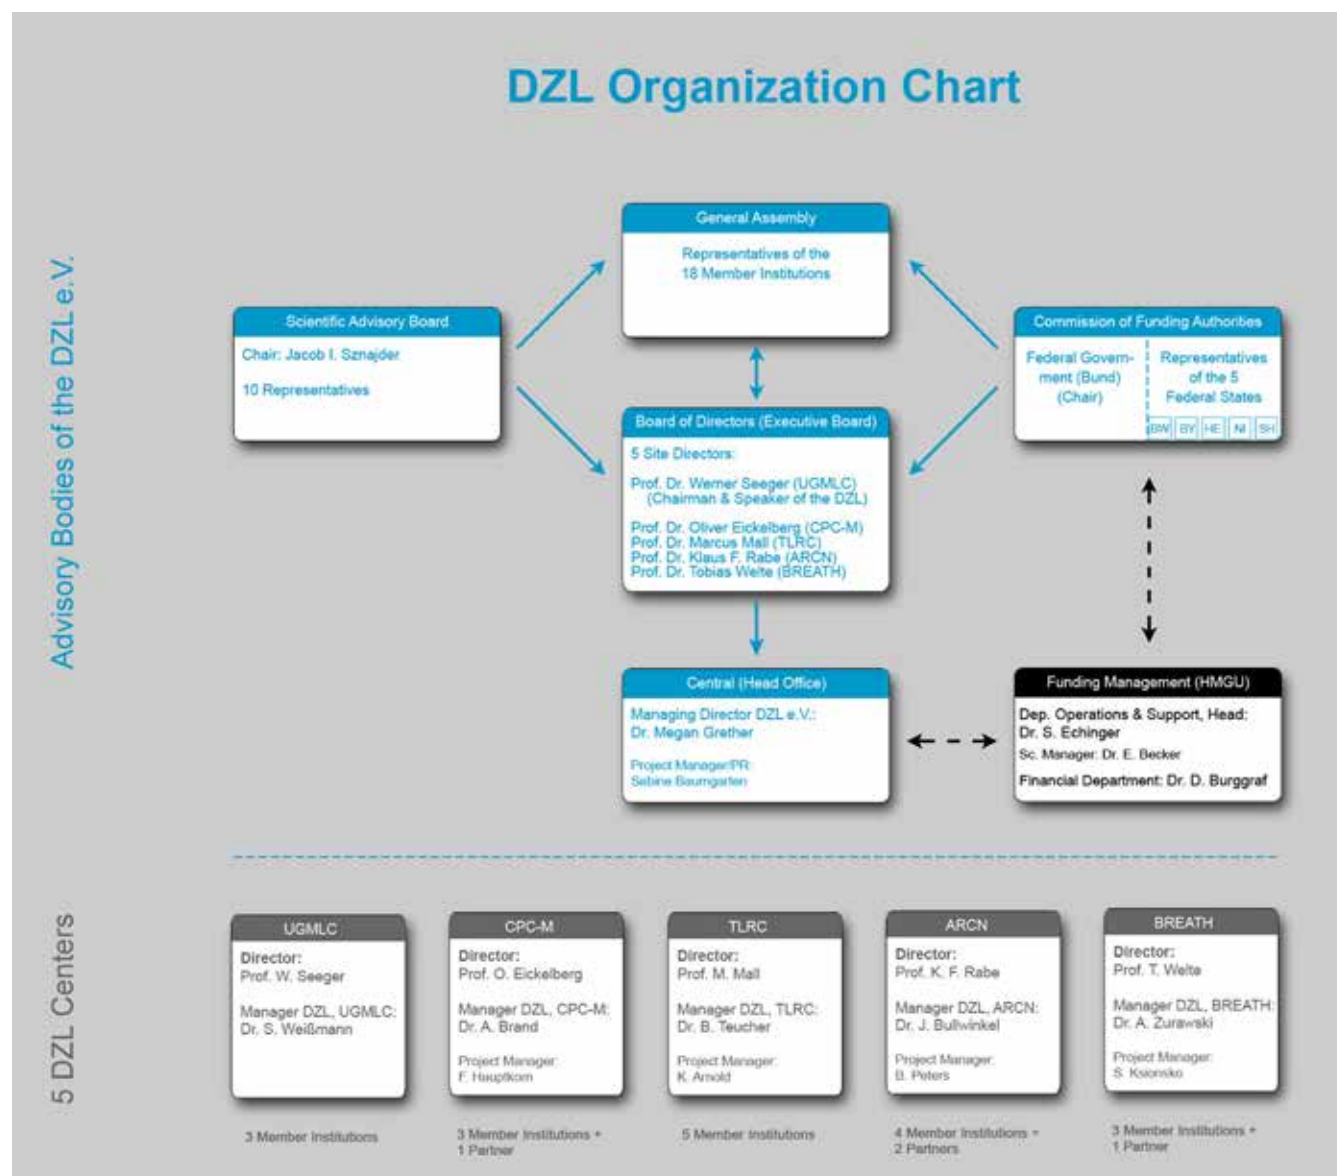 DZL Organization Chart
Advisory Bodies of the DZL e.V.
General Assembly
Representatives of the
18 Member Institutions
Scientific Advisory Board
Chair: Jacob I. Sznajder
10 Representatives
Commission of Funding Authorities
Federal Govern-
ment (Bund)
(Chair)
Representatives
of the 5
Federal States
BW BY HE NI SH
Board of Directors (Executive Board)
5 Site Directors:
Prof. Dr. Werner Seeger (UGMLC)
(Chairman & Speaker of the DZL)
Prof. Dr. Oliver Eickelberg (CPC-M)
Prof. Dr. Marcus Mall (TLRC)
Prof. Dr. Klaus F. Rabe (ARCN)
Prof. Dr. Tobias Welte (BREATH)
Central (Head Office)
Managing Director DZL e.V.:
Dr. Megan Grether
Project Manager/PR:
Sabine Baumgarten
Funding Management (HMGU)
Dep. Operations & Support, Head:
Dr. S. Echinger
Sc. Manager: Dr. E. Becker
Financial Department: Dr. D. Burggraf
5 DZL Centers
UGMLC
Director:
Prof. W. Seeger
Manager DZL, UGMLC:
Dr. S. Weißmann
3 Member Institutions
CPC-M
Director:
Prof. O. Eickelberg
Manager DZL, CPC-M:
Dr. A. Brand
Project Manager:
F. Hauptkorn
3 Member Institutions +
1 Partner
TLRC
Director:
Prof. M. Mall
Manager DZL, TLRC:
Dr. B. Teucher
Project Manager:
K. Arnold
5 Member Institutions
ARCN
Director:
Prof. K. F. Rabe
Manager DZL, ARCN:
Dr. J. Bullwinkel
Project Manager:
B. Peters
4 Member Institutions +
2 Partners
BREATH
Director:
Prof. T. Welte
Manager DZL, BREATH:
Dr. A. Zurawski
Project Manager:
S. Ksionsko
3 Member Institutions +
1 Partner